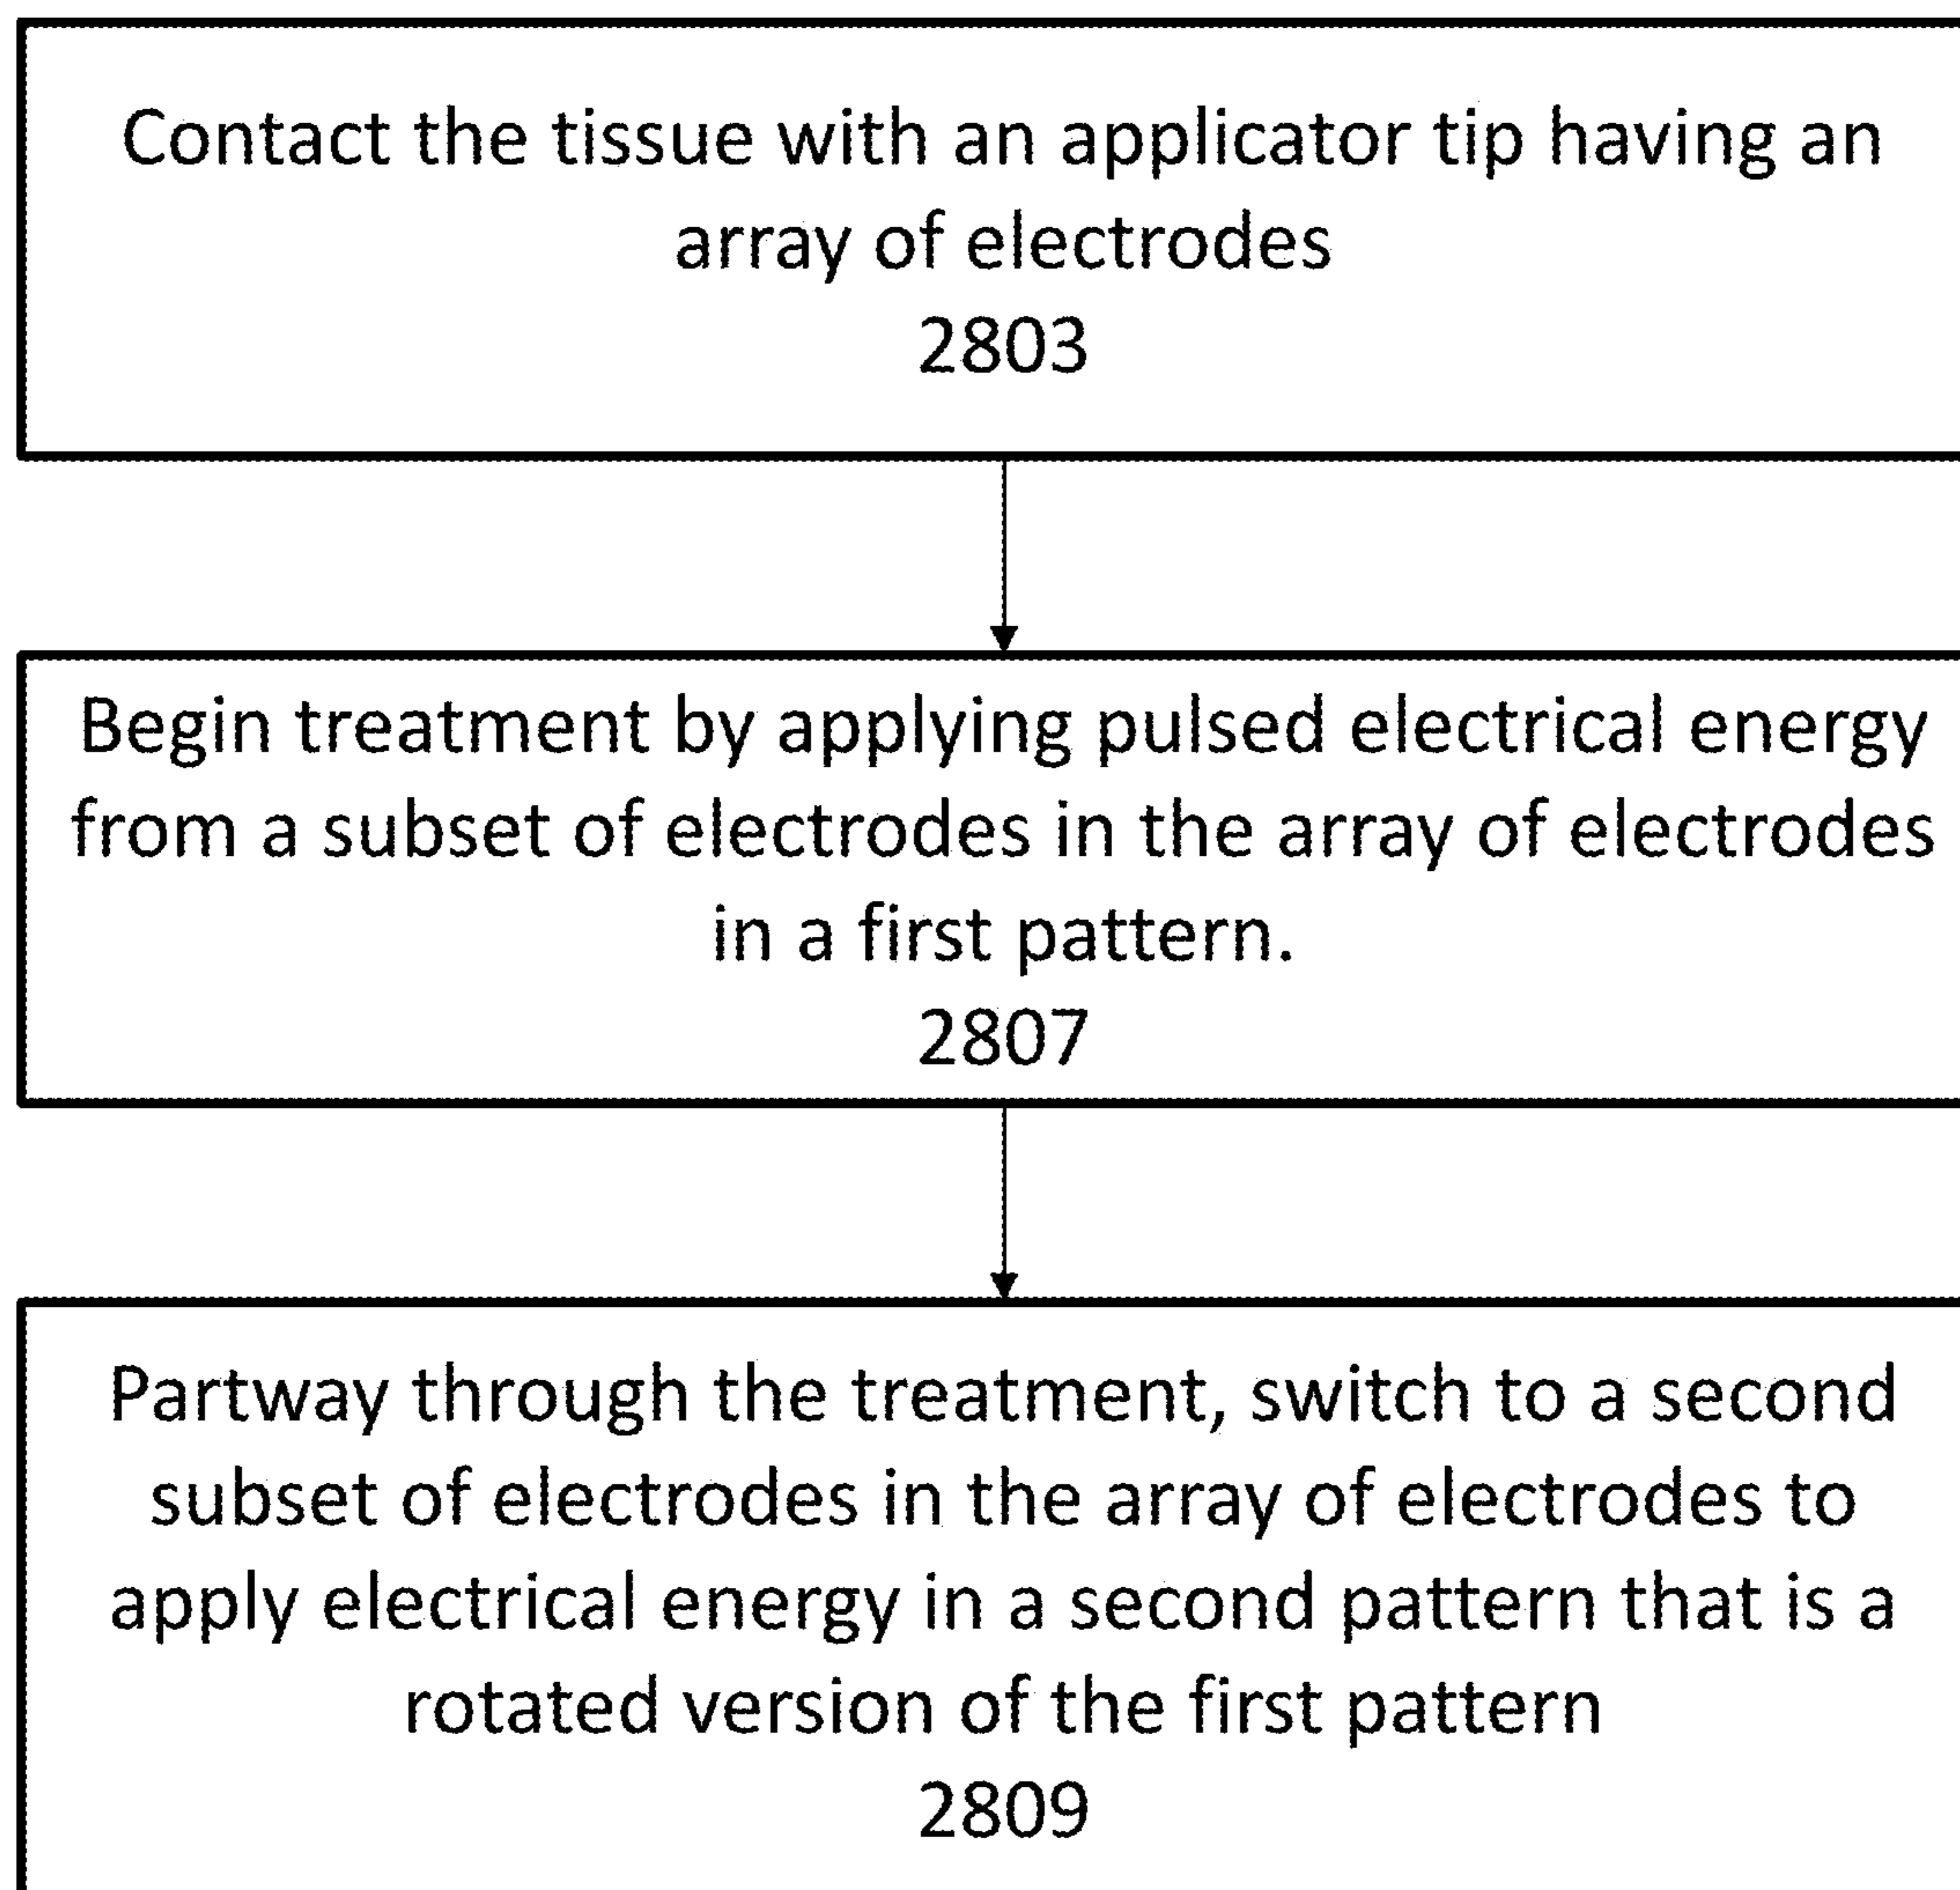 Contact the tissue with an applicator tip having an
array of electrodes
2803
Begin treatment by applying pulsed electrical energy
from a subset of electrodes in the array of electrodes
in a first pattern.
2807
Partway through the treatment, switch to a second
subset of electrodes in the array of electrodes to
apply electrical energy in a second pattern that is a
rotated version of the first pattern
2809